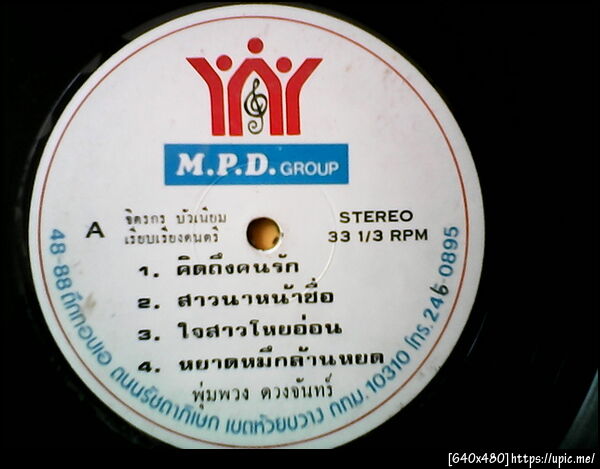 M.P.D. GROUP
A
จิตรกร บัวเนียม
เรียบเรียงดนตรี
STEREO
33 1/3 RPM
1. คิดถึงคนรัก
2. สาวนาหน้าซื่อ
3. ใจสาวโหยอ่อน
4. หยาดหมึกล้านหยด
พุ่มพวง ดวงจันทร์
48-88 ตึกทอปเอ ถนนรัชดาภิเษก เขตห้วยขวาง กทม. 10310 โทร. 246-0895
[640x480]https://upic.me/